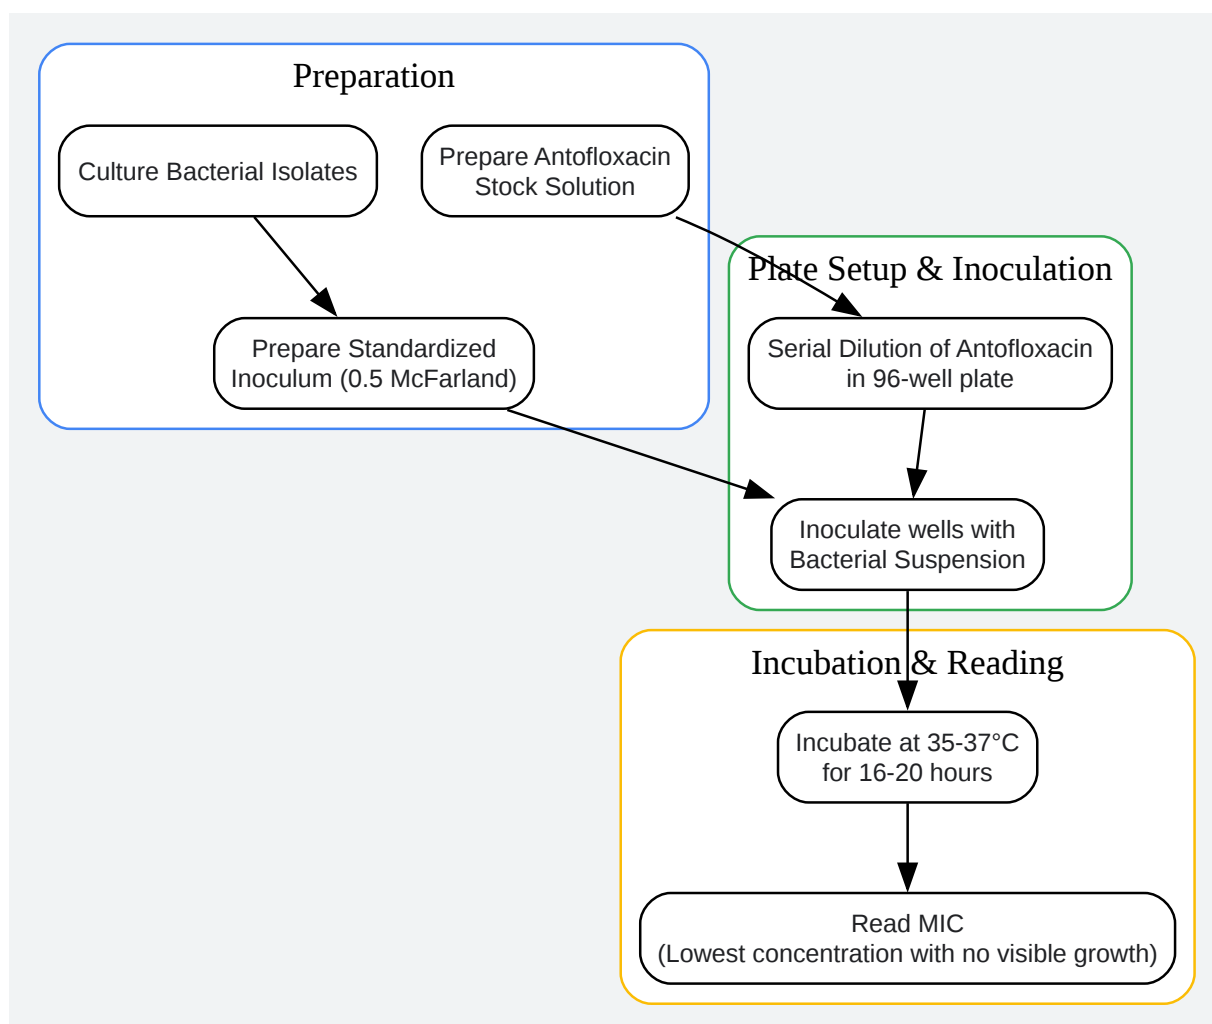 Preparation
Culture Bacterial Isolates
Prepare Antofloxacin
Stock Solution
Prepare Standardized
Inoculum (0.5 McFarland)
Plate Setup & Inoculation
Serial Dilution of Antofloxacin
in 96-well plate
Inoculate wells with
Bacterial Suspension
Incubation & Reading
Incubate at 35-37°C
for 16-20 hours
Read MIC
(Lowest concentration with no visible growth)